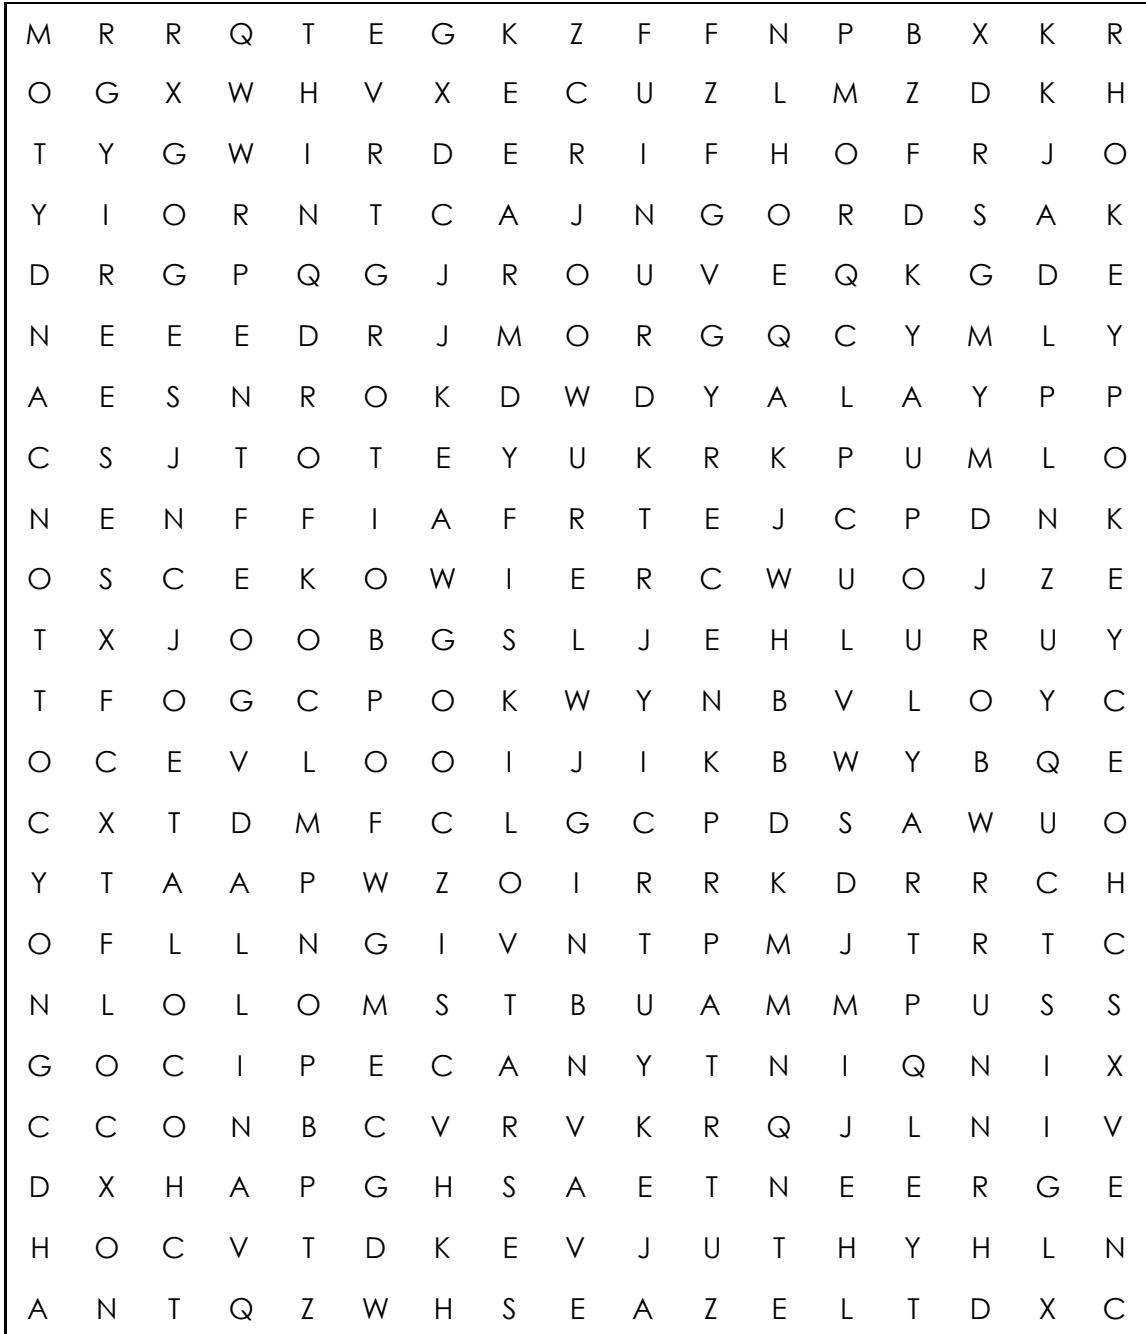 M R R Q T E G K Z F F N P B X K R
O G X W H V X E C U Z L M Z D K H
T Y G W I R D E R I F H O F R J O
Y I O R N T C A J N G O R D S A K
D R G P Q G J R O U V E Q K G D E
N E E E D R J M O R G Q C Y M L Y
A E S N R O K D W D Y A L A Y P P
C S J T O T E Y U K R K P U M L O
N E N F F I A F R T E J C P D N K
O S C E K O W I E R C W U O J Z E
T X J O O B G S L J E H L U R U Y
T F O G C P O K W Y N B V L O Y C
O C E V L O O I J I K B W Y B Q E
C X T D M F C L G C P D S A W U O
Y T A A P W Z O I R R K D R R C H
O F L L N G I V N T P M J T R T C
N L O L O M S T B U A M M P U S S
G O C I P E C A N Y T N I Q N I X
C C O N B C V R V K R Q J L N I V
D X H A P G H S A E T N E E R G E
H O C V T D K E V J U T H Y H L N
A N T Q Z W H S E A Z E L T D X C